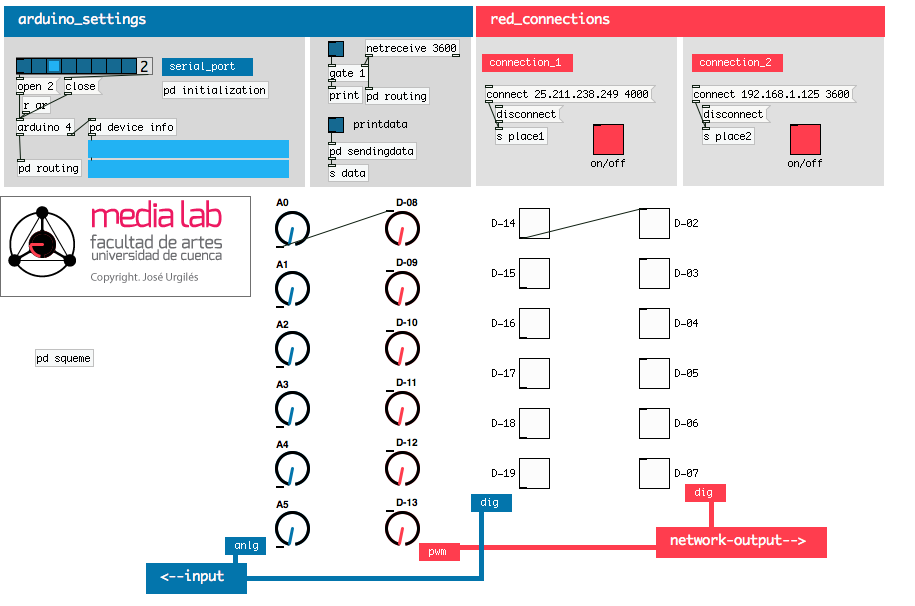 arduino_settings
red_connections
2
serial_port
open 2
close
pd initialization
r ar
arduino 4
pd device info
pd routing
netreceive 3600
gate 1
print
pd routing
printdata
pd sendingdata
s data
connection_1
connect 25.211.238.249 4000
disconnect
s place1
on/off
connection_2
connect 192.168.1.125 3600
disconnect
s place2
on/off
media lab
facultad de artes
universidad de cuenca
Copyright. José Urgilés
pd squeme
A0
D-08
D-14
D-02
A1
D-09
D-15
D-03
A2
D-10
D-16
D-04
A3
D-11
D-17
D-05
A4
D-12
D-18
D-06
A5
D-13
D-19
D-07
dig
dig
anlg
pwm
network-output-->
<--input